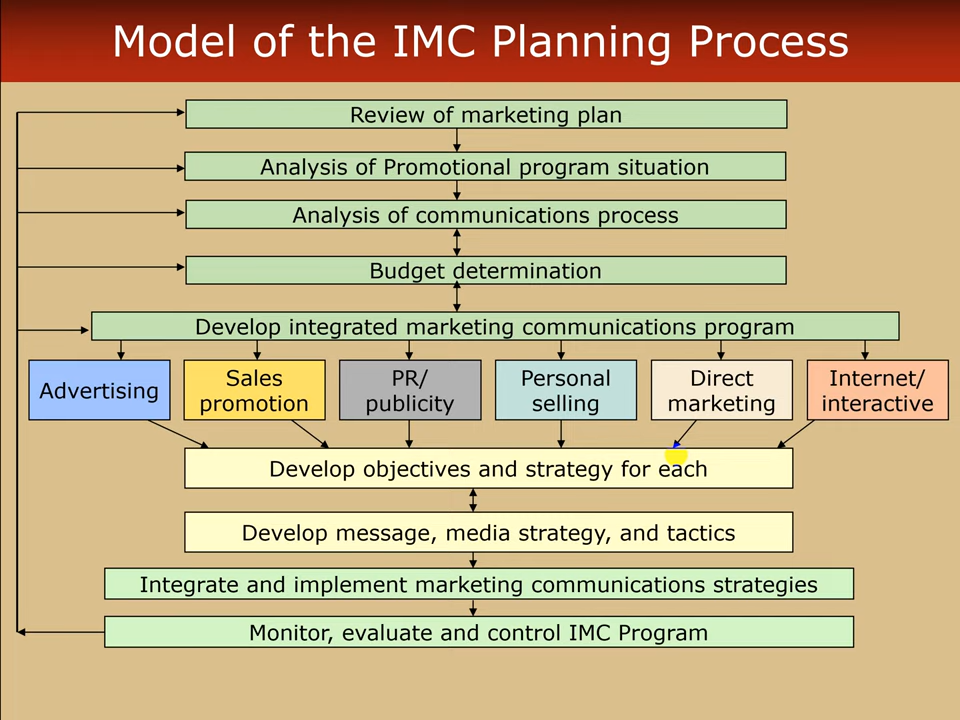 Model of the IMC Planning Process
Review of marketing plan
Analysis of Promotional program situation
Analysis of communications process
Budget determination
Develop integrated marketing communications program
Advertising
Sales
promotion
PR/
publicity
Personal
selling
Direct
marketing
Internet/
interactive
Develop objectives and strategy for each
Develop message, media strategy, and tactics
Integrate and implement marketing communications strategies
Monitor, evaluate and control IMC Program